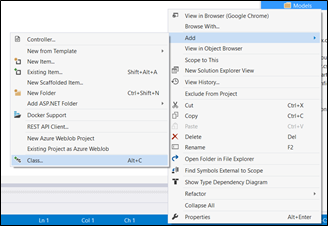 Models
View in Browser (Google Chrome)
Browse With...
Add
View in Object Browser
Scope to This
New Solution Explorer View
View History...
Exclude From Project
Cut Ctrl+X
Copy Ctrl+C
Paste Ctrl+V
Delete Del
Rename F2
Open Folder in File Explorer
Find Symbols External to Scope
Show Type Dependency Diagram
Refactor
Collapse All
Properties Alt+Enter
Controller...
New from Template
New Item...
Existing Item... Shift+Alt+A
New Scaffolded Item...
New Folder Ctrl+Shift+N
Add ASP.NET Folder
Docker Support
REST API Client...
New Azure WebJob Project
Existing Project as Azure WebJob
Class... Alt+C
Ln 1 Col 1 Ch 1